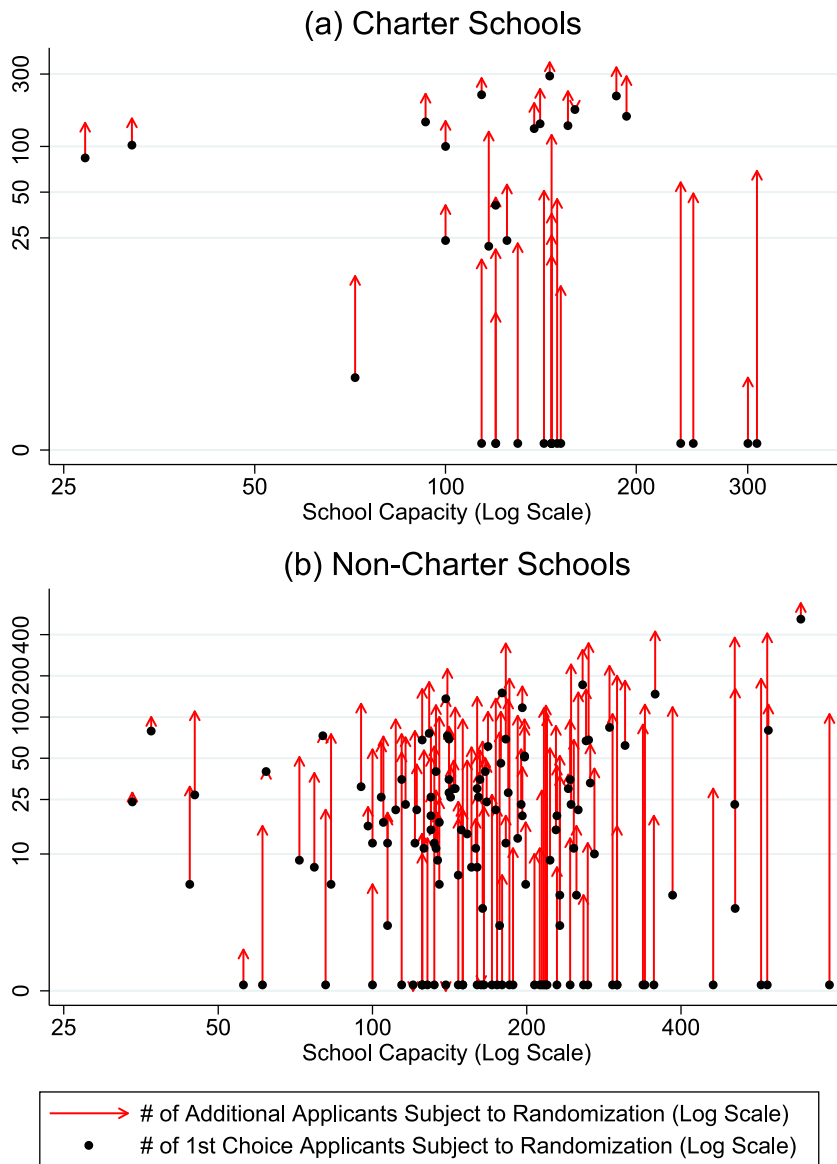 (a) Charter Schools
300
100
50
25
0
25 50 100 200 300
School Capacity (Log Scale)
(b) Non-Charter Schools
400
200
100
50
25
10
0
25 50 100 200 400
School Capacity (Log Scale)
# of Additional Applicants Subject to Randomization (Log Scale)
# of 1st Choice Applicants Subject to Randomization (Log Scale)